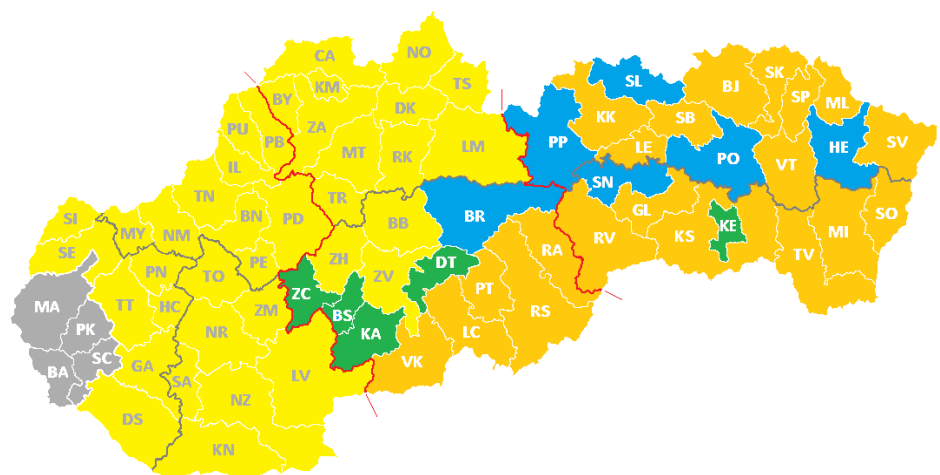 NO
CA
TS
KM
BY
DK
ZA
PU
PB
MT
RK
LM
IL
TN
TR
BN
PD
SI
MY
NM
BB
SE
PE
ZH
ZV
PN
TO
MA
TT
HC
ZM
NR
PK
SC
BA
GA
SA
LV
NZ
DS
KN
ZC
BS
KA
DT
BR
VK
LC
PT
RS
RA
SL
PP
KK
SB
LE
BJ
SK
SP
ML
HE
SV
PO
VT
SN
GL
RV
KS
KE
TV
MI
SO